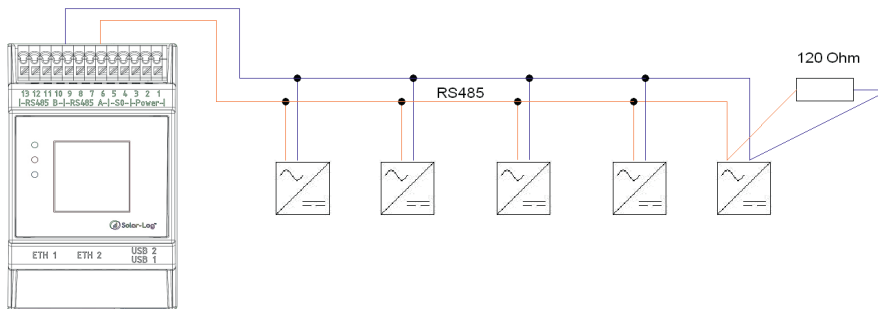 120 Ohm
RS485
13 12 11 10 9 8 7 6 5 4 3 2 1
|-RS485 B-|-RS485 A-|-S0-|-Power-|
Solar-Log™
ETH 1 ETH 2 USB 2
USB 1